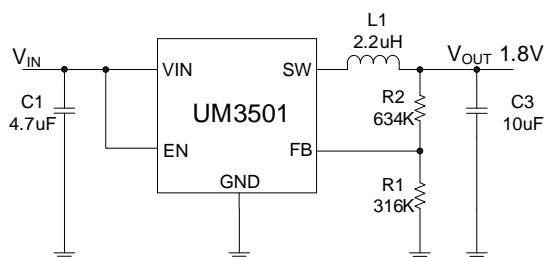 L1
2.2uH
VIN
VOUT 1.8V
VIN
SW
C1
4.7uF
R2
634K
C3
10uF
UM3501
EN
FB
GND
R1
316K